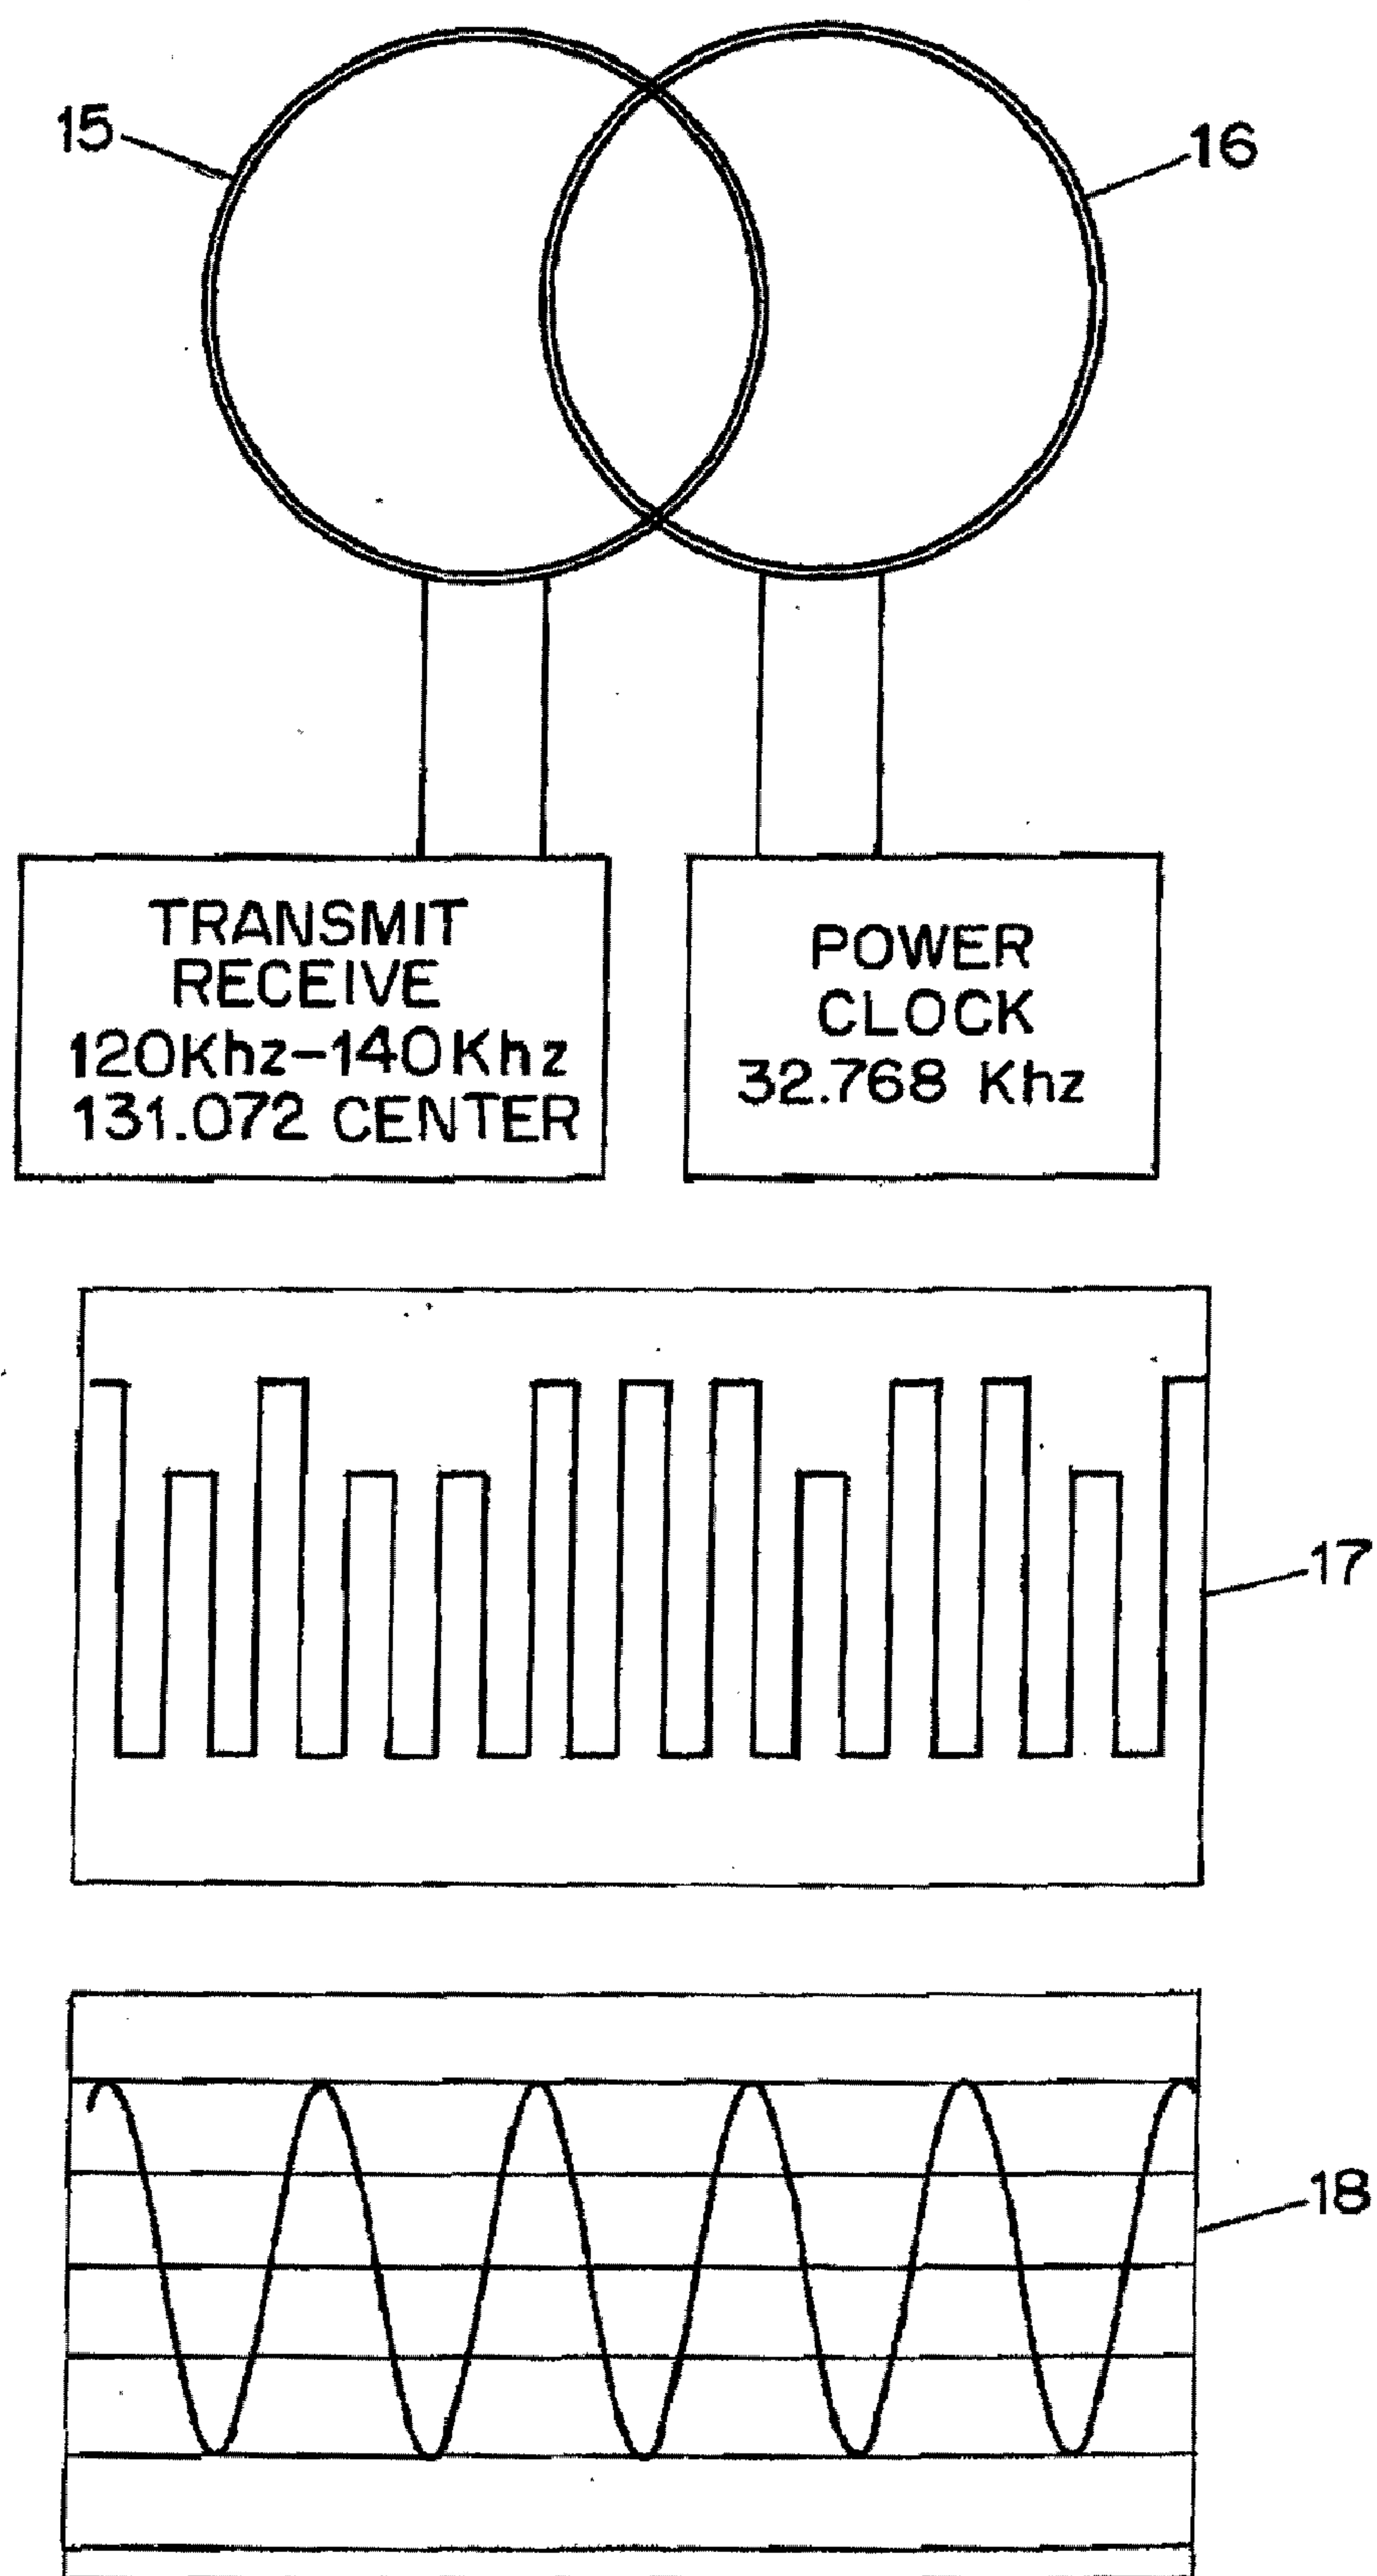 15
16
TRANSMIT
RECEIVE
120Khz-140Khz
131.072 CENTER
POWER
CLOCK
32.768 Khz
17
18